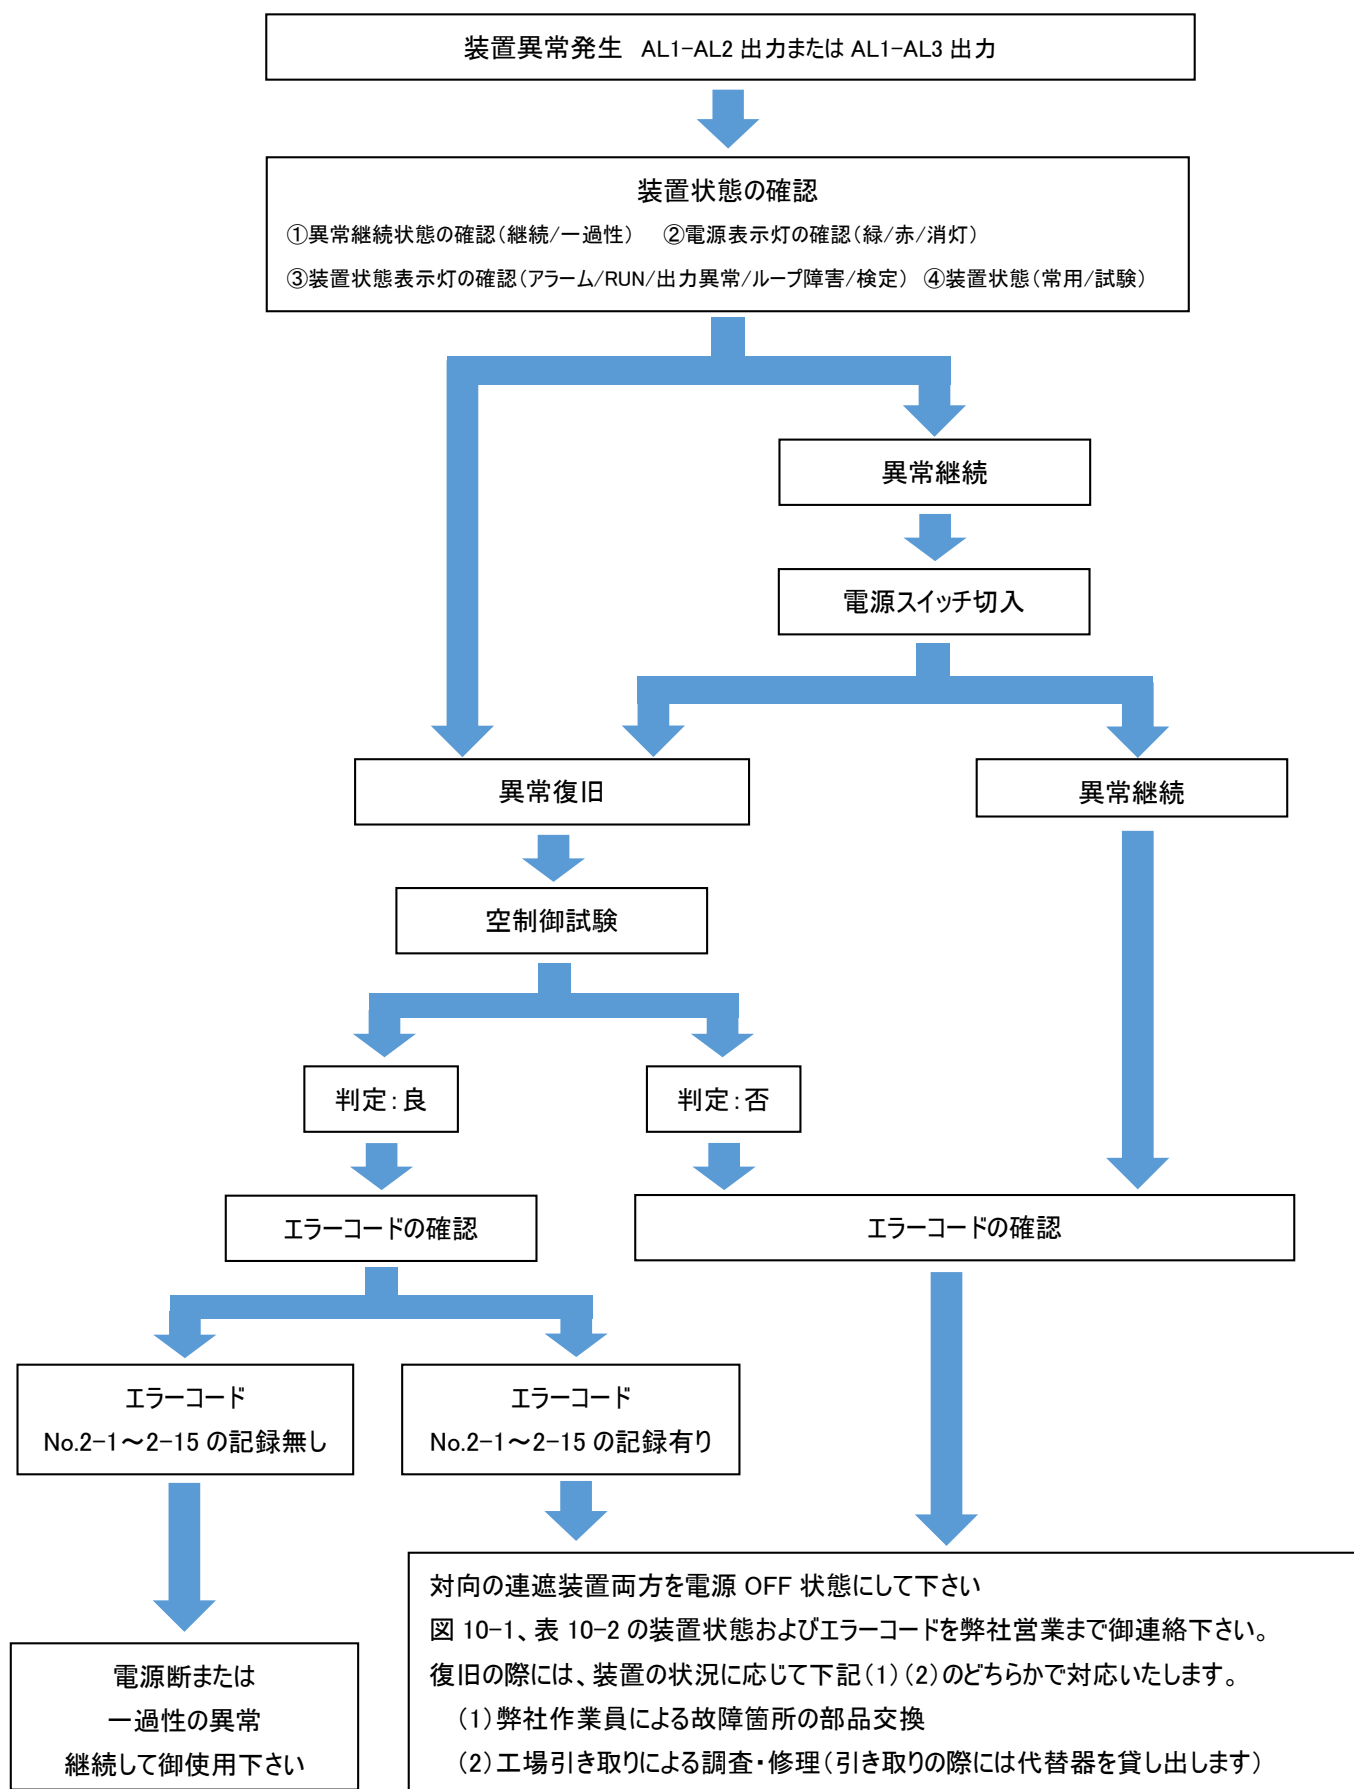 装置異常発生 AL1-AL2 出力または AL1-AL3 出力
装置状態の確認
①異常継続状態の確認(継続/一過性) ②電源表示灯の確認(緑/赤/消灯)
③装置状態表示灯の確認(アラーム/RUN/出力異常/ループ障害/検定) ④装置状態(常用/試験)
異常継続
電源スイッチ切入
異常復旧
異常継続
空制御試験
判定:良
判定:否
エラーコードの確認
エラーコードの確認
エラーコード
No.2-1～2-15 の記録無し
エラーコード
No.2-1～2-15 の記録有り
電源断または
一過性の異常
継続して御使用下さい
対向の連遮装置両方を電源 OFF 状態にして下さい
図 10-1、表 10-2 の装置状態およびエラーコードを弊社営業まで御連絡下さい。
復旧の際には、装置の状況に応じて下記(1)(2)のどちらかで対応いたします。
(1)弊社作業員による故障箇所の部品交換
(2)工場引き取りによる調査・修理(引き取りの際には代替器を貸し出します)